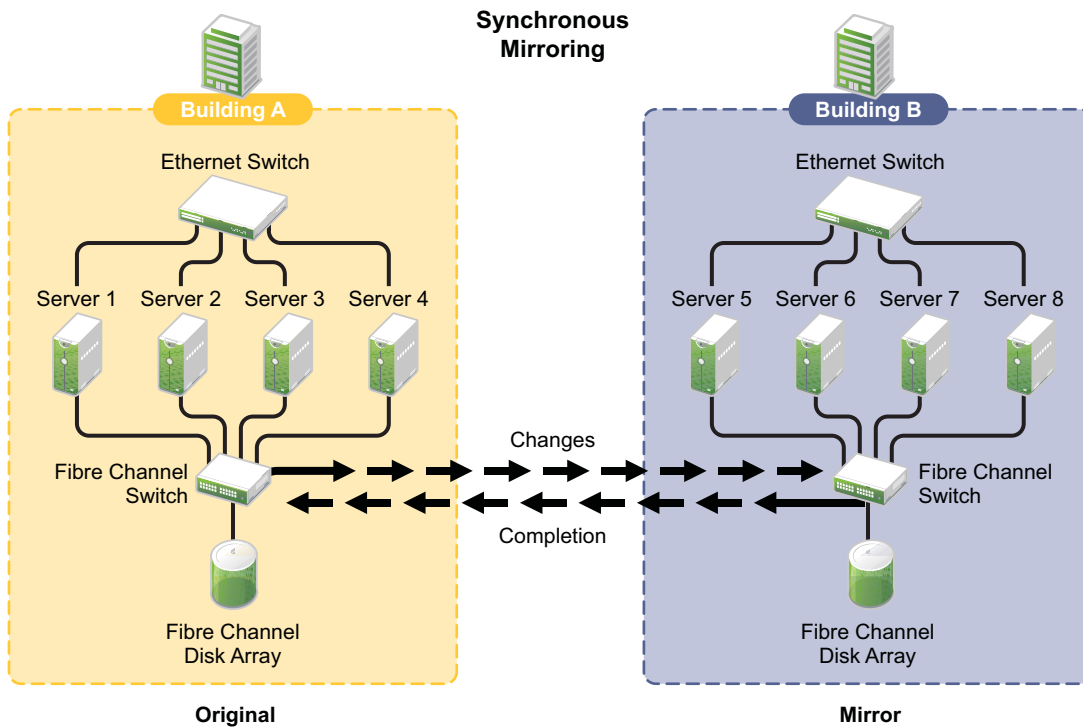 Synchronous
Mirroring
Building A
Ethernet Switch
Server 1
Server 2
Server 3
Server 4
Fibre Channel
Switch
Fibre Channel
Disk Array
Original
Changes
Completion
Building B
Ethernet Switch
Server 5
Server 6
Server 7
Server 8
Fibre Channel
Switch
Fibre Channel
Disk Array
Mirror